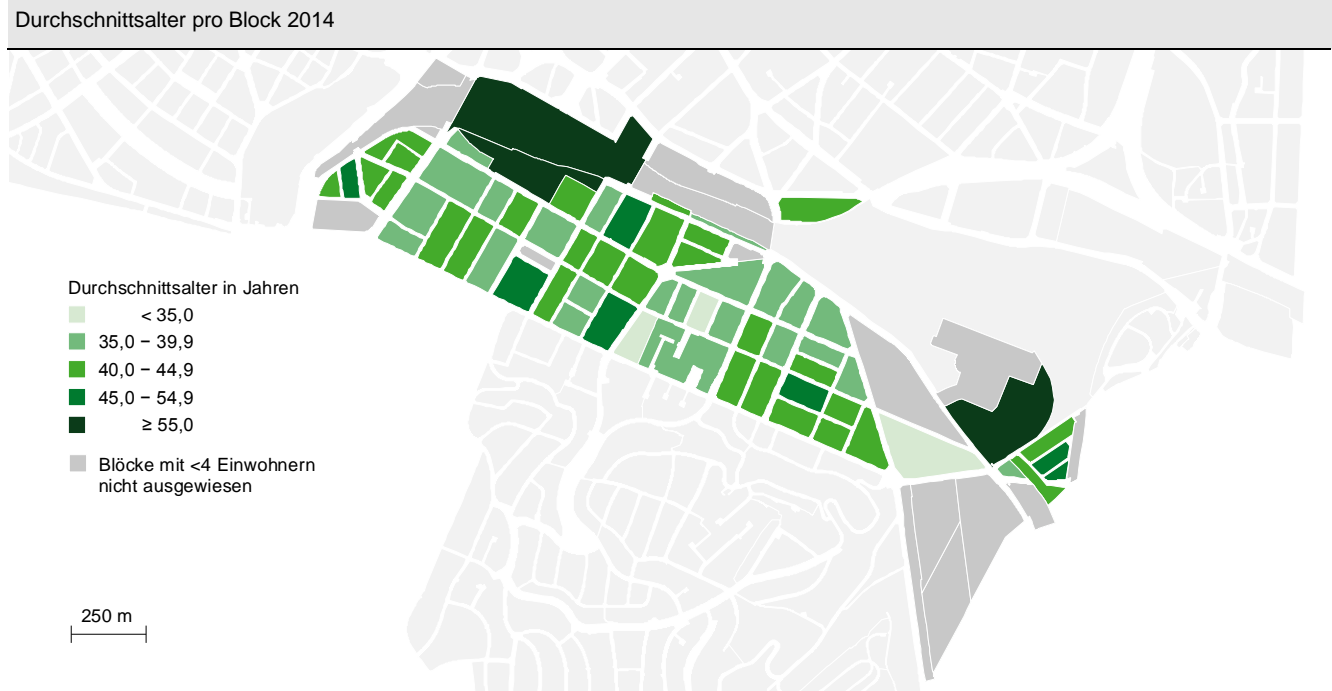 Durchschnittsalter pro Block 2014
Durchschnittsalter in Jahren
< 35,0
35,0 − 39,9
40,0 − 44,9
45,0 − 54,9
≥ 55,0
Blöcke mit <4 Einwohnern
nicht ausgewiesen
250 m